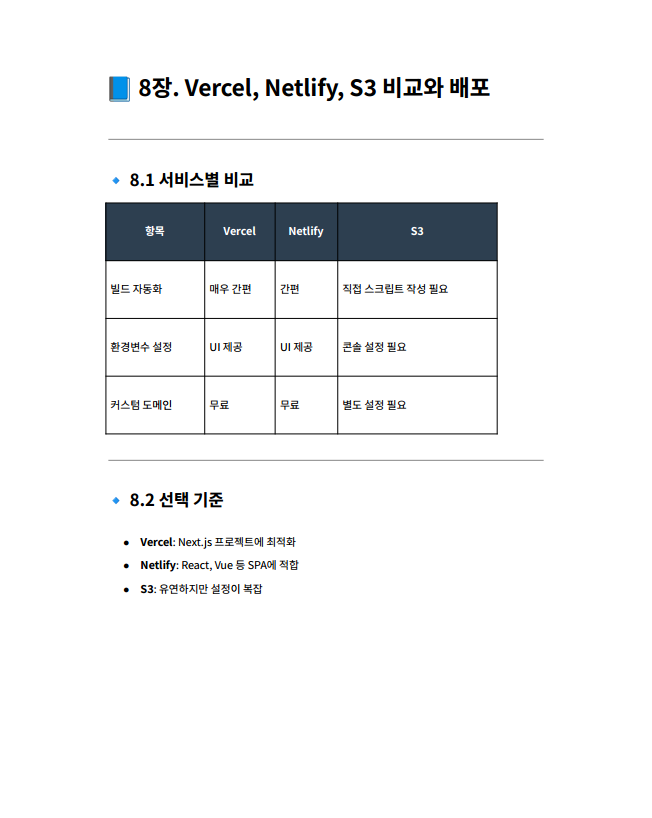 📘 8장. Vercel, Netlify, S3 비교와 배포
🔹 8.1 서비스별 비교
항목 Vercel Netlify S3
빌드 자동화 매우 간편 간편 직접 스크립트 작성 필요
환경변수 설정 UI 제공 UI 제공 콘솔 설정 필요
커스텀 도메인 무료 무료 별도 설정 필요
🔹 8.2 선택 기준
● Vercel: Next.js 프로젝트에 최적화
● Netlify: React, Vue 등 SPA에 적합
● S3: 유연하지만 설정이 복잡